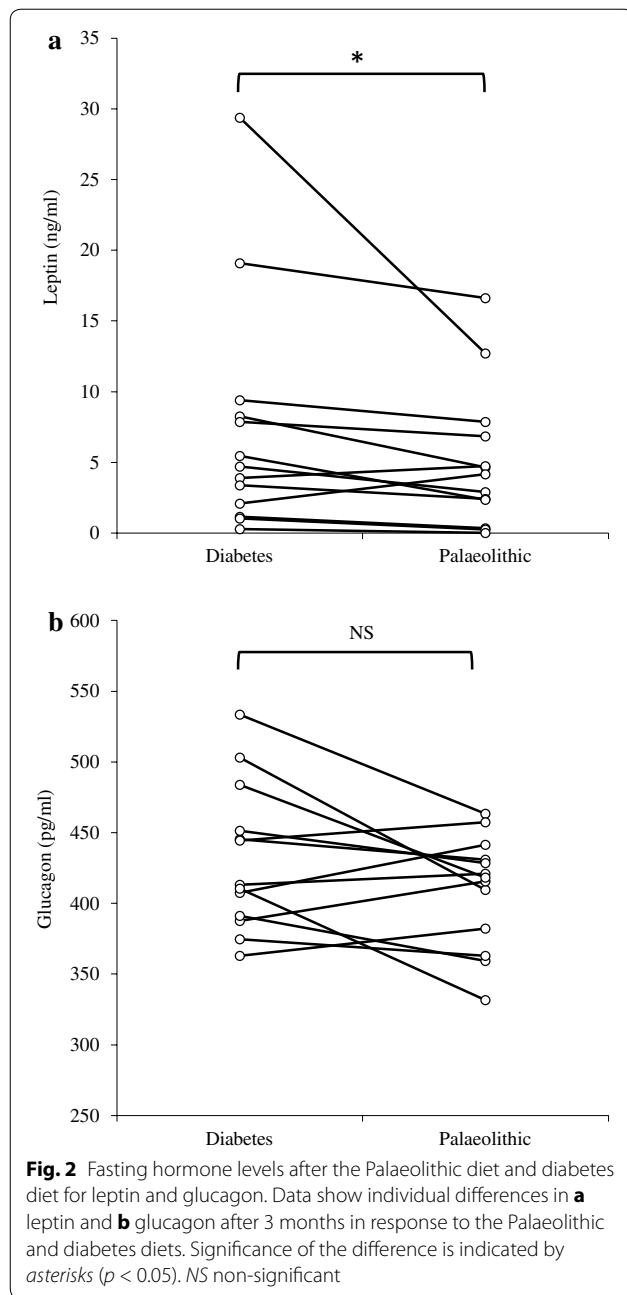 a
35
*
30
25
20
15
10
5
0
Leptin (ng/ml)
Diabetes Palaeolithic
b
600
NS
550
500
450
400
350
300
250
Glucagon (pg/ml)
Diabetes Palaeolithic
Fig. 2 Fasting hormone levels after the Palaeolithic diet and diabetes
diet for leptin and glucagon. Data show individual differences in a
leptin and b glucagon after 3 months in response to the Palaeolithic
and diabetes diets. Significance of the difference is indicated by
asterisks (p < 0.05). NS non-significant